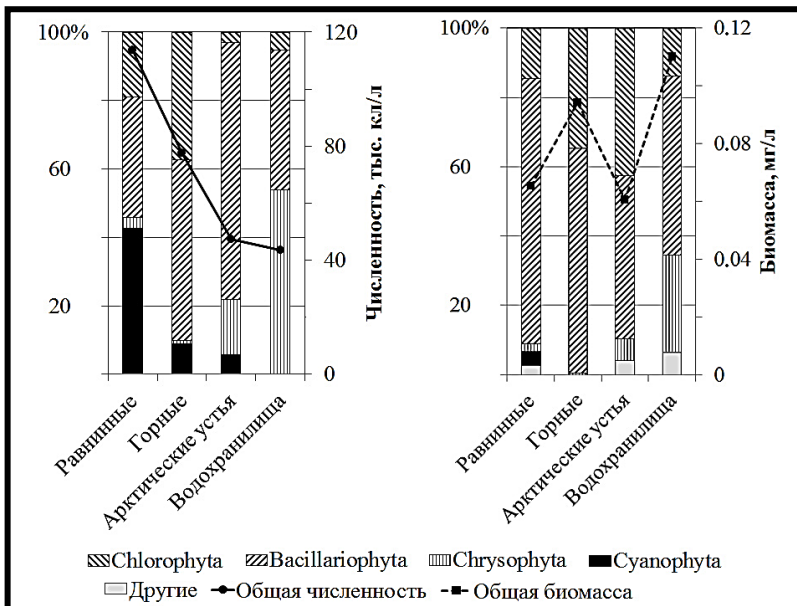 100%
60
20
120
80
40
0
Численность, тыс. кл/л
Равнинные
Горные
Арктические устья
Водохранилища
100%
60
20
0.12
0.08
0.04
0
Биомасса, мг/л
Равнинные
Горные
Арктические устья
Водохранилища
Chlorophyta Bacillariophyta Chrysophyta Cyanophyta
Другие Общая численность Общая биомасса